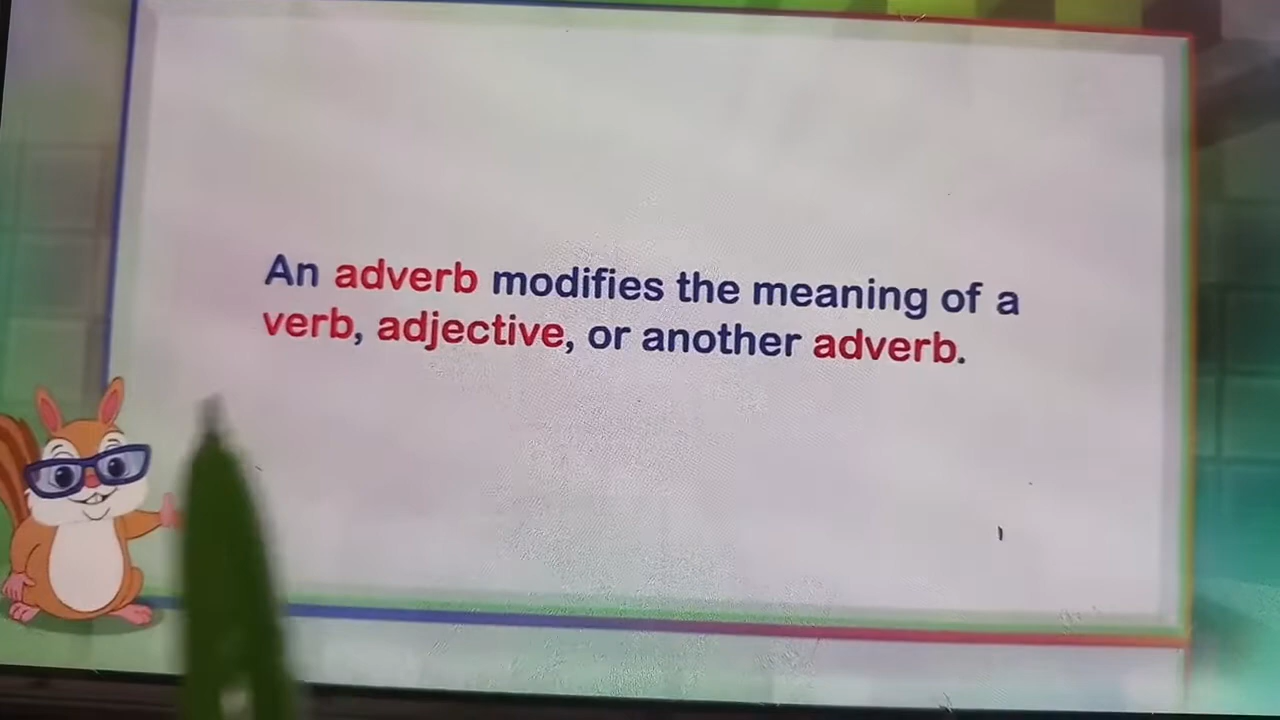 An adverb modifies the meaning of a
verb, adjective, or another adverb.